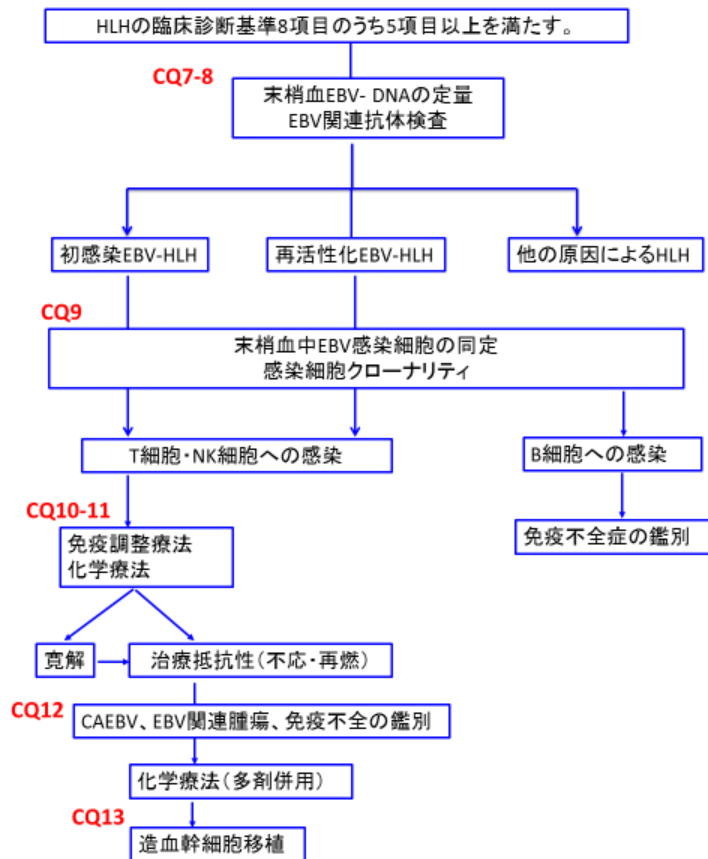 HLHの臨床診断基準8項目のうち5項目以上を満たす。
CQ7-8
末梢血EBV- DNAの定量
EBV関連抗体検査
初感染EBV-HLH
再活性化EBV-HLH
他の原因によるHLH
CQ9
末梢血中EBV感染細胞の同定
感染細胞クローナリティ
T細胞・NK細胞への感染
B細胞への感染
CQ10-11
免疫調整療法
化学療法
免疫不全症の鑑別
寛解
治療抵抗性(不応・再燃)
CQ12
CAEBV、EBV関連腫瘍、免疫不全の鑑別
化学療法(多剤併用)
CQ13
造血幹細胞移植